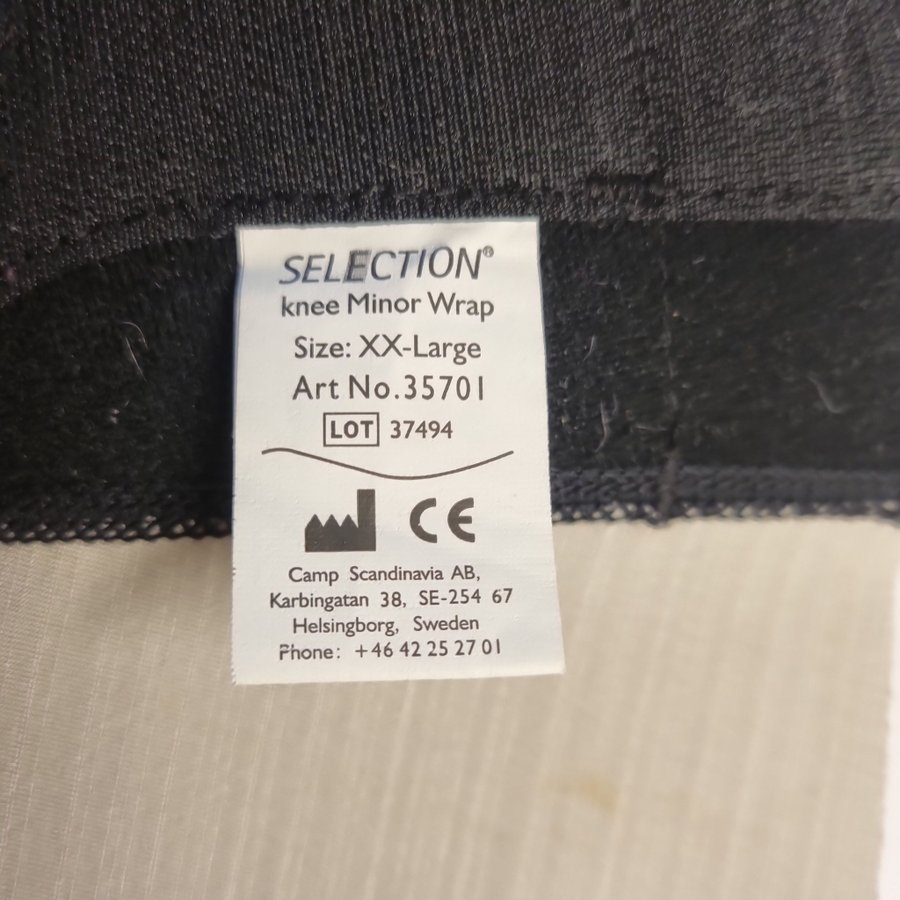 SELECTION®
knee Minor Wrap
Size: XX-Large
Art No.35701
LOT 37494
CE
Camp Scandinavia AB,
Karbingatan 38, SE-254 67
Helsingborg, Sweden
Phone: +46 42 25 27 01